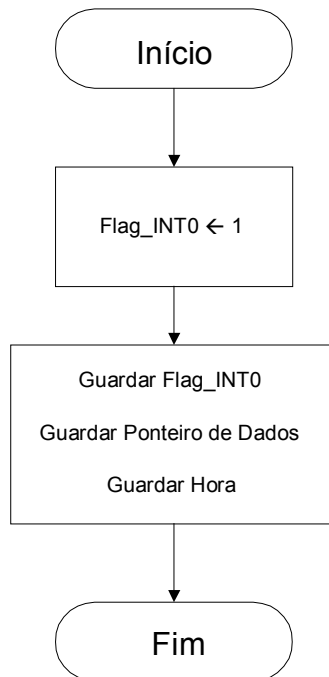 Início
Flag_INT0 ← 1
Guardar Flag_INT0
Guardar Ponteiro de Dados
Guardar Hora
Fim